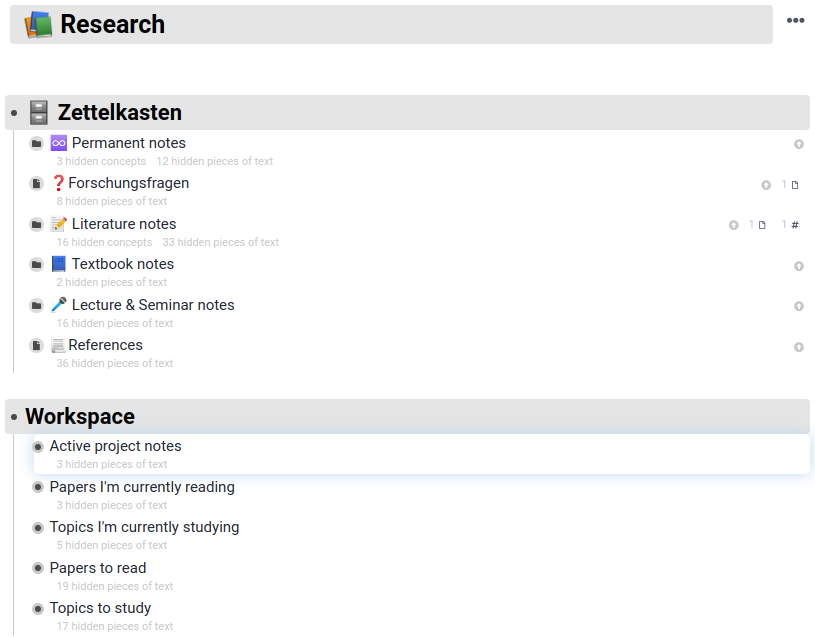 Research
Zettelkasten
Permanent notes
3 hidden concepts 12 hidden pieces of text
Forschungsfragen 1
8 hidden pieces of text
Literature notes 1 1 #
16 hidden concepts 33 hidden pieces of text
Textbook notes
2 hidden pieces of text
Lecture & Seminar notes
16 hidden pieces of text
References
36 hidden pieces of text
Workspace
Active project notes
3 hidden pieces of text
Papers I'm currently reading
3 hidden pieces of text
Topics I'm currently studying
5 hidden pieces of text
Papers to read
19 hidden pieces of text
Topics to study
17 hidden pieces of text